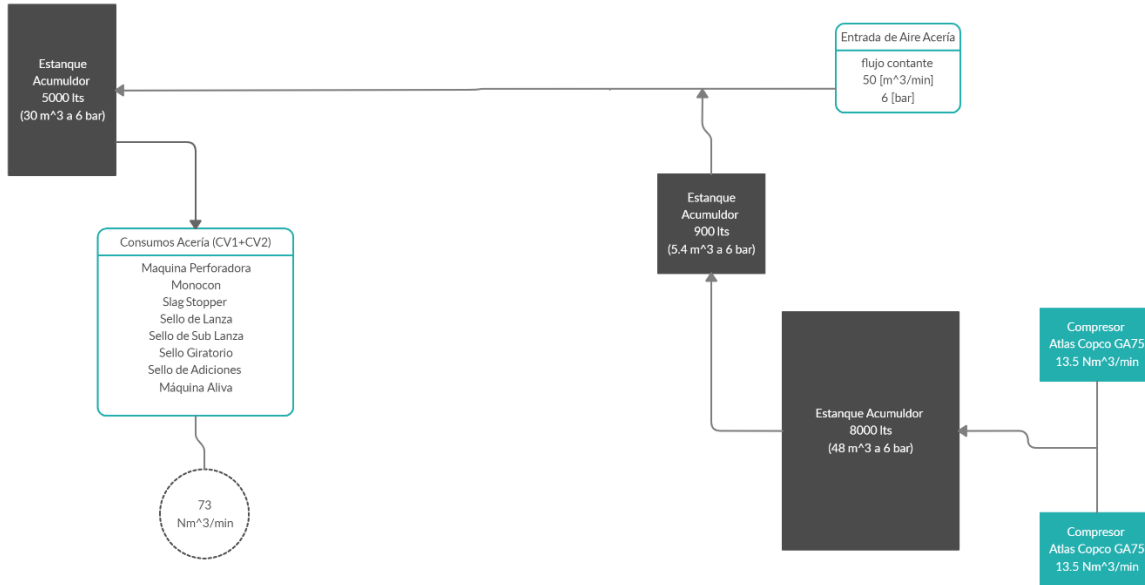 Estanque
Acumuldor
5000 lts
(30 m^3 a 6 bar)
Entrada de Aire Acería
flujo contante
50 [m^3/min]
6 [bar]
Estanque
Acumuldor
900 lts
(5.4 m^3 a 6 bar)
Consumos Acería (CV1+CV2)
Maquina Perforadora
Monocon
Slag Stopper
Sello de Lanza
Sello de Sub Lanza
Sello Giratorio
Sello de Adiciones
Máquina Aliva
Compresor
Atlas Copco GA75
13.5 Nm^3/min
Estanque Acumuldor
8000 lts
(48 m^3 a 6 bar)
73
Nm^3/min
Compresor
Atlas Copco GA75
13.5 Nm^3/min